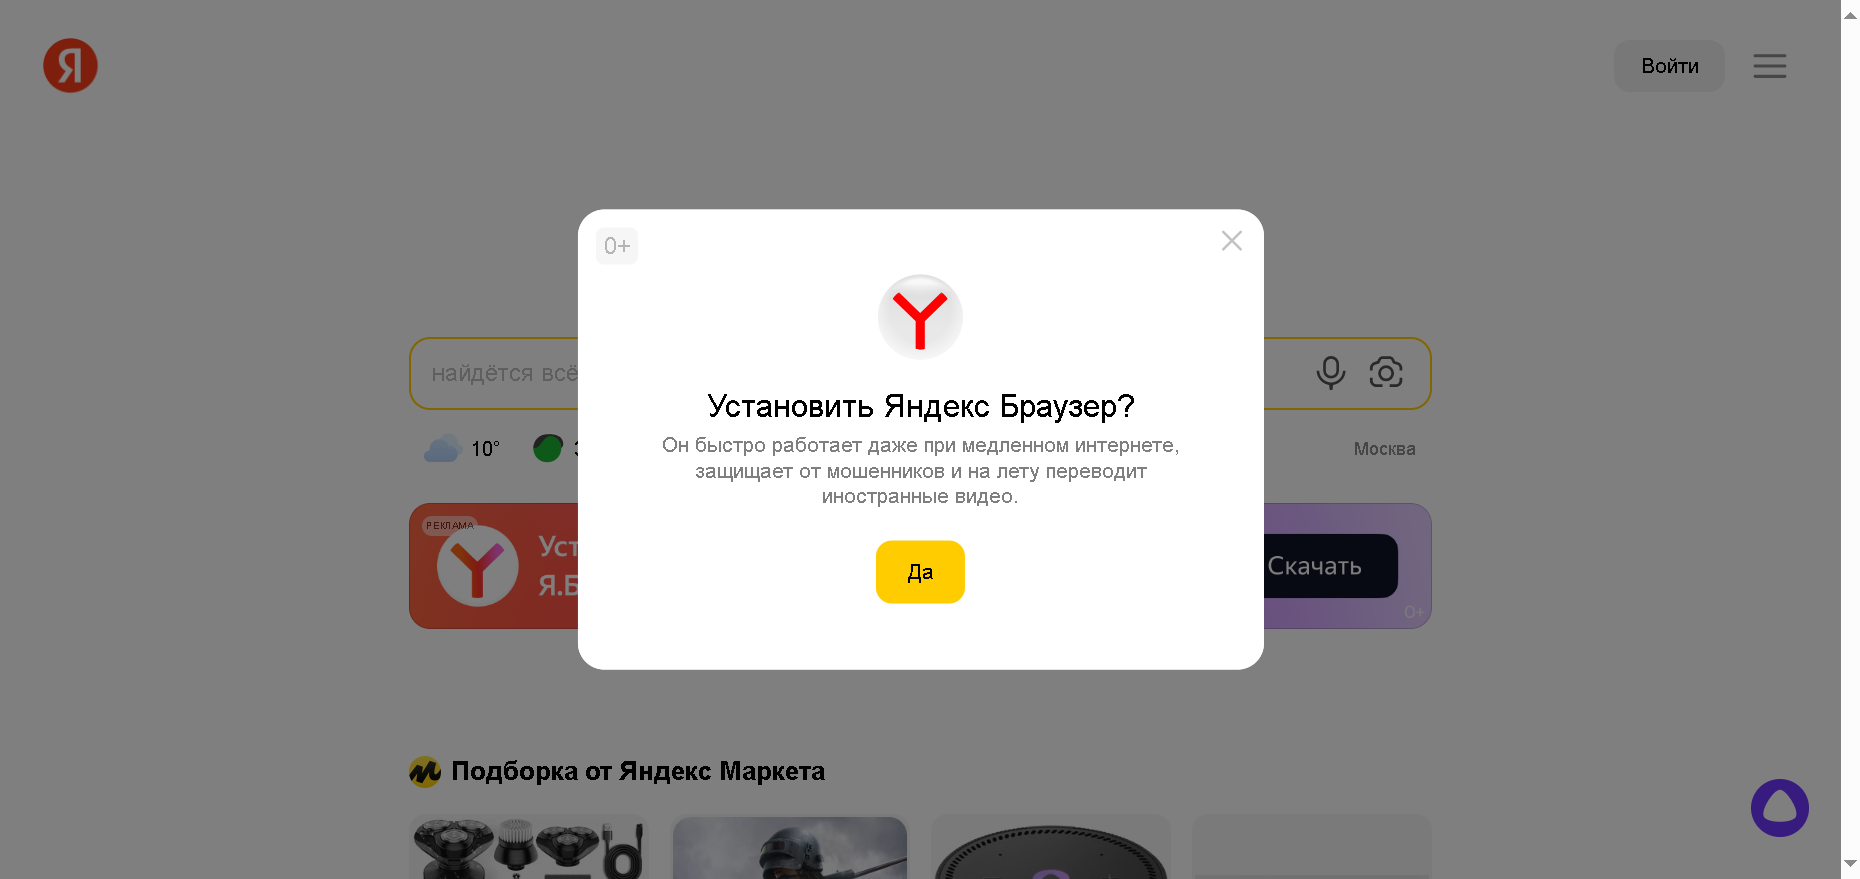 Я
Войти
0+
Y
Установить Яндекс Браузер?
Он быстро работает даже при медленном интернете,
защищает от мошенников и на лету переводит
иностранные видео.
Да
найдётся всё
10°
Москва
РЕКЛАМА
Скачать
0+
Подборка от Яндекс Маркета